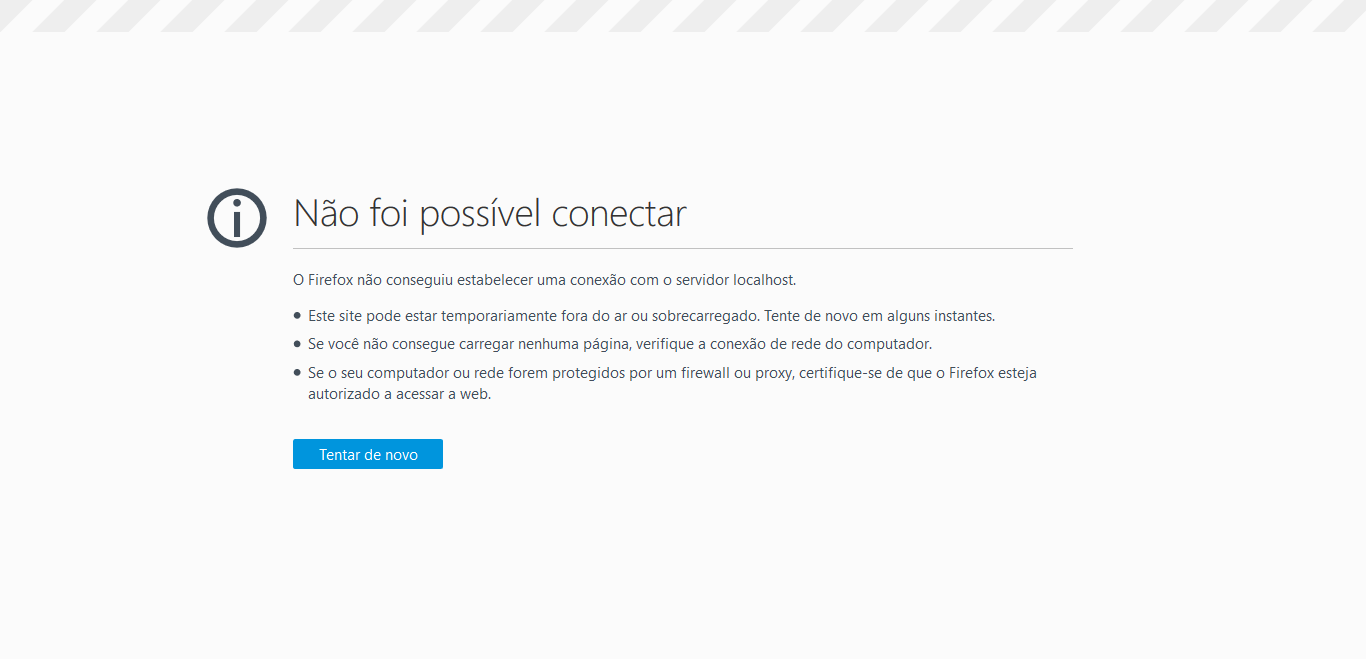 Não foi possível conectar
O Firefox não conseguiu estabelecer uma conexão com o servidor localhost.
Este site pode estar temporariamente fora do ar ou sobrecarregado. Tente de novo em alguns instantes.
Se você não consegue carregar nenhuma página, verifique a conexão de rede do computador.
Se o seu computador ou rede forem protegidos por um firewall ou proxy, certifique-se de que o Firefox esteja
autorizado a acessar a web.
Tentar de novo